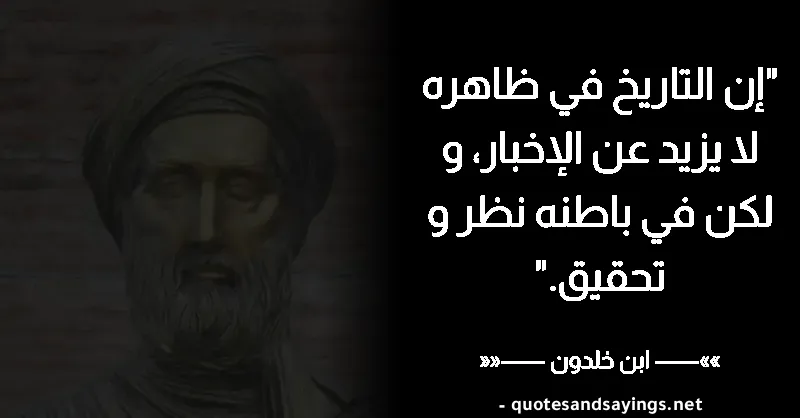 "إن التاريخ في ظاهره
لا يزيد عن الإخبار، و
لكن في باطنه نظر و
تحقيق."
»»—— ابن خلدون ——««
- quotesandsayings.net